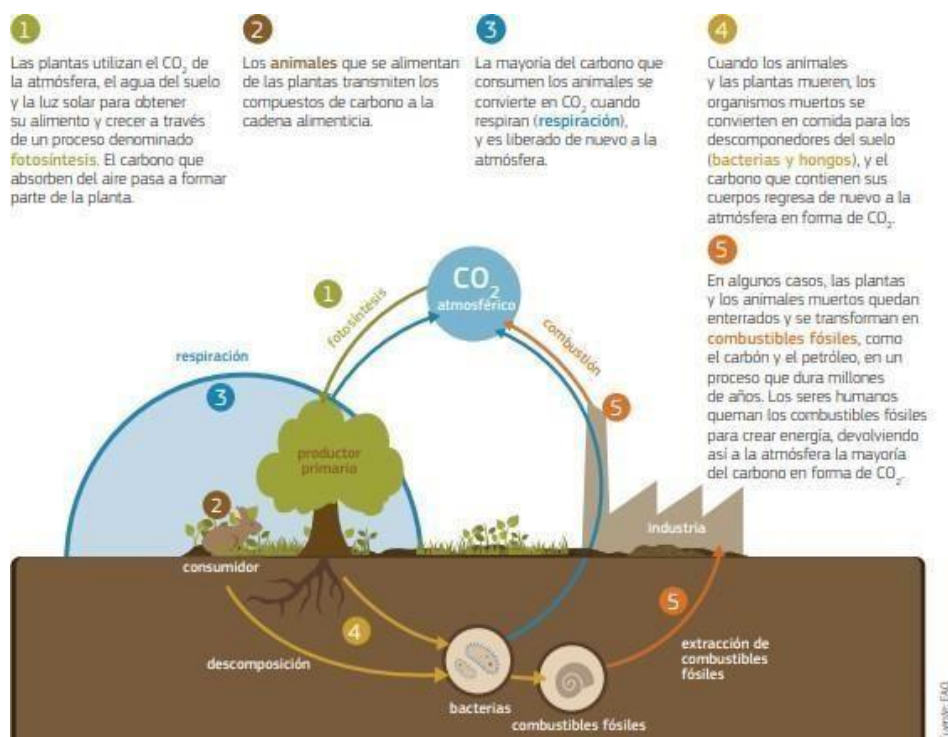 1
Las plantas utilizan el CO₂ de
la atmósfera, el agua del suelo
y la luz solar para obtener
su alimento y crecer a través
de un proceso denominado
fotosíntesis. El carbono que
absorben del aire pasa a formar
parte de la planta.
2
Los animales que se alimentan
de las plantas transmiten los
compuestos de carbono a la
cadena alimenticia.
3
La mayoría del carbono que
consumen los animales se
convierte en CO₂ cuando
respiran (respiración),
y es liberado de nuevo a la
atmósfera.
4
Cuando los animales
y las plantas mueren, los
organismos muertos se
convierten en comida para los
descomponedores del suelo
(bacterias y hongos), y el
carbono que contienen sus
cuerpos regresa de nuevo a la
atmósfera en forma de CO₂.
5
En algunos casos, las plantas
y los animales muertos quedan
enterrados y se transforman en
combustibles fósiles, como
el carbón y el petróleo, en un
proceso que dura millones
de años. Los seres humanos
queman los combustibles fósiles
para crear energía, devolviendo
así a la atmósfera la mayoría
del carbono en forma de CO₂.
CO₂
atmosférico
1
fotosíntesis
combustión
respiración
3
5
productor
primario
2
industria
consumidor
5
4
descomposición
extracción de
combustibles
fósiles
bacterias
combustibles fósiles
Fuente: FAO